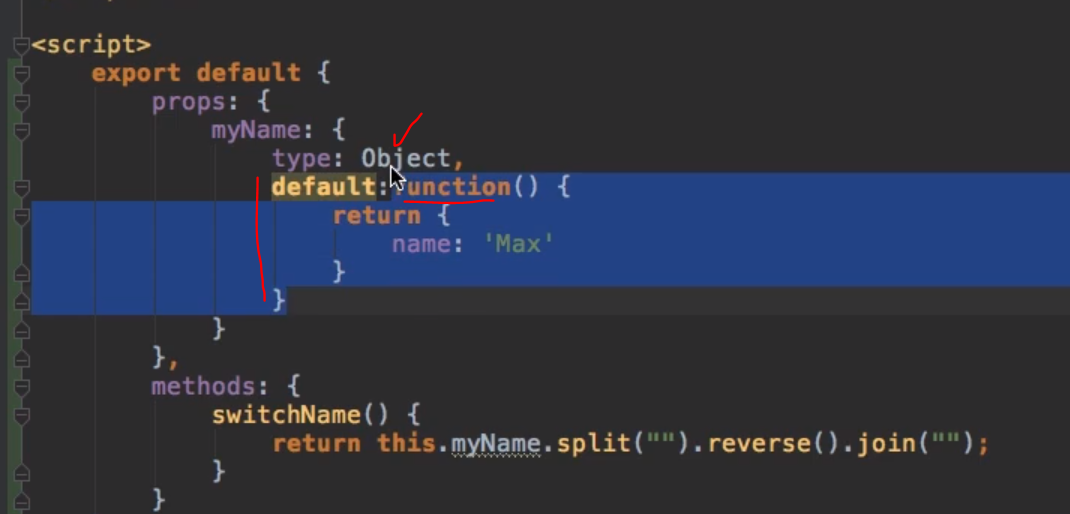 <script>
export default {
props: {
myName: {
type: Object,
default: function() {
return {
name: 'Max'
}
}
}
},
methods: {
switchName() {
return this.myName.split("").reverse().join("");
}
}